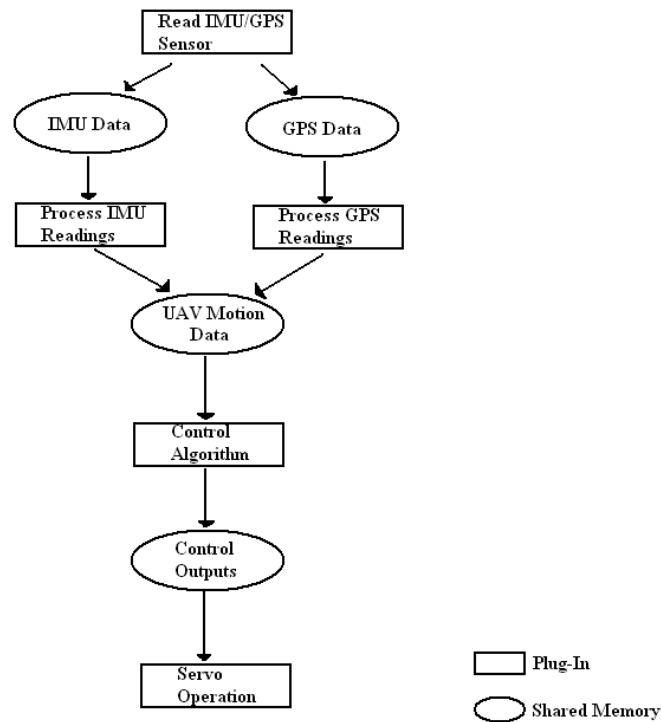 Read IMU/GPS
Sensor
IMU Data
GPS Data
Process IMU
Readings
Process GPS
Readings
UAV Motion
Data
Control
Algorithm
Control
Outputs
Servo
Operation
Plug-In
Shared Memory